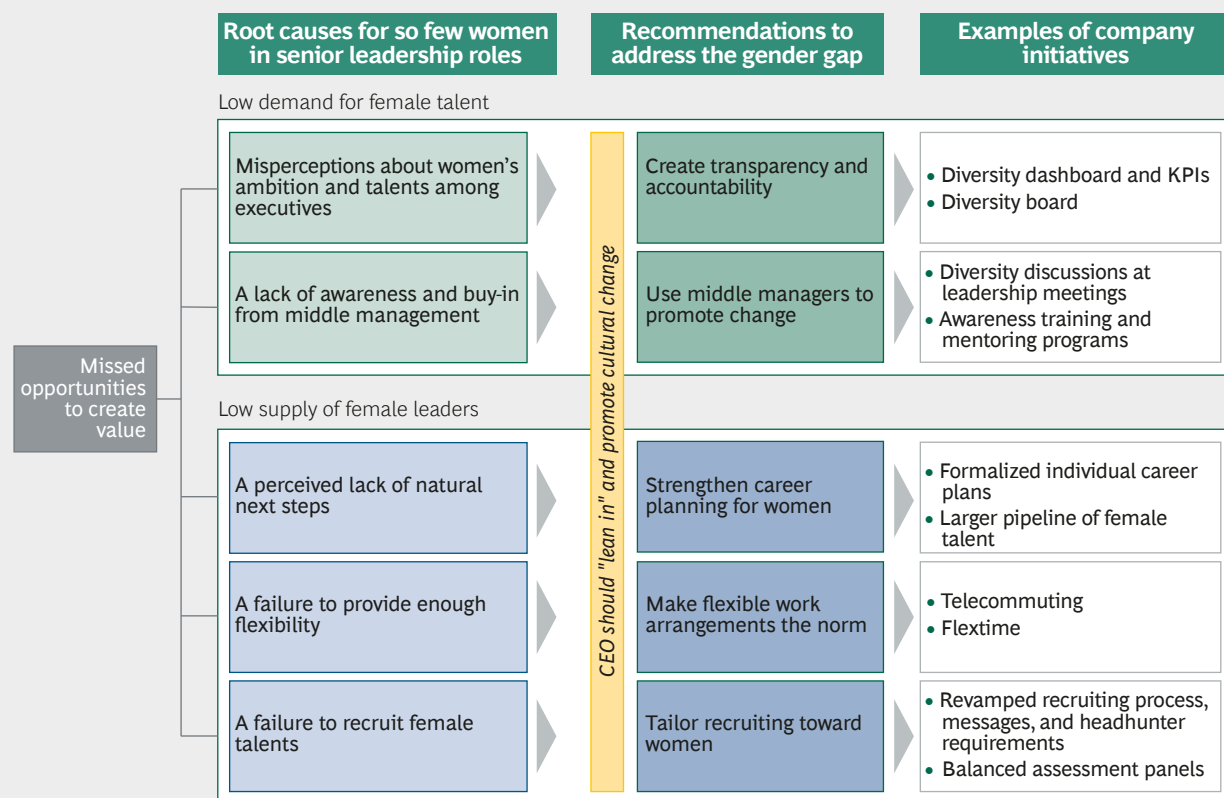 Root causes for so few women
in senior leadership roles
Recommendations to
address the gender gap
Examples of company
initiatives
Missed
opportunities
to create
value
Low demand for female talent
Misperceptions about women's
ambition and talents among
executives
CEO should "lean in" and promote cultural change
Create transparency and
accountability
• Diversity dashboard and KPIs
• Diversity board
A lack of awareness and buy-in
from middle management
Use middle managers to
promote change
• Diversity discussions at
leadership meetings
• Awareness training and
mentoring programs
Low supply of female leaders
A perceived lack of natural
next steps
Strengthen career
planning for women
• Formalized individual career
plans
• Larger pipeline of female
talent
A failure to provide enough
flexibility
Make flexible work
arrangements the norm
• Telecommuting
• Flextime
A failure to recruit female
talents
Tailor recruiting toward
women
• Revamped recruiting process,
messages, and headhunter
requirements
• Balanced assessment panels